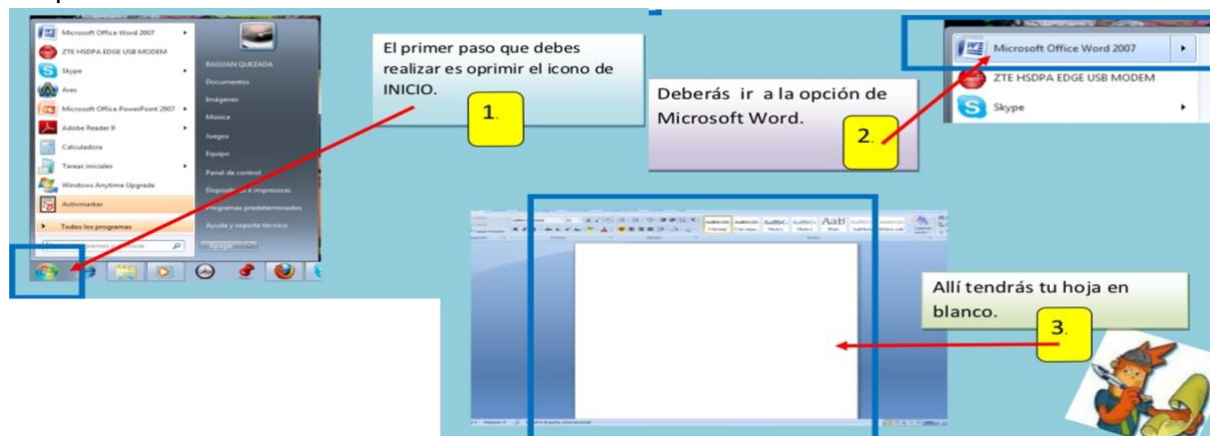 Microsoft Office Word 2007
ZTE HSDPA EDGE USB MODEM
Skype
Ares
Microsoft Office PowerPoint 2007
Adobe Reader 9
Calculadora
Tareas iniciales
Windows Anytime Upgrade
Activmarker
Todos los programas
RAGUAN QUEZADA
Documentos
Imágenes
Música
Juegos
Equipo
Panel de control
Dispositivos e impresoras
Programas predeterminados
Ayuda y soporte técnico
Apagar
El primer paso que debes
realizar es oprimir el icono de
INICIO.
1.
Deberás ir a la opción de
Microsoft Word.
2.
Microsoft Office Word 2007
ZTE HSDPA EDGE USB MODEM
Skype
Allí tendrás tu hoja en
blanco.
3.